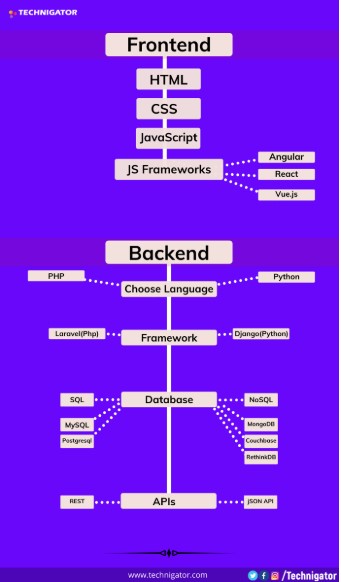 TECHNIGATOR
Frontend
HTML
CSS
JavaScript
JS Frameworks
Angular
React
Vue.js
Backend
PHP
Python
Choose Language
Laravel(Php)
Framework
Django(Python)
SQL
Database
NoSQL
MySQL
MongoDB
Postgresql
Couchbase
RethinkDB
REST
APIs
JSON API
www.technigator.com
/Technigator